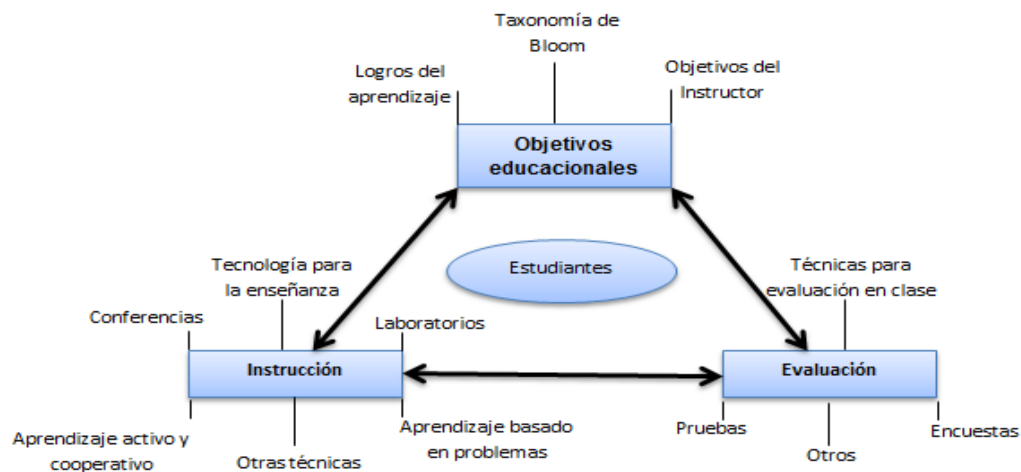 Taxonomía de
Bloom
Logros del
aprendizaje
Objetivos del
Instructor
Objetivos
educacionales
Tecnología para
la enseñanza
Estudiantes
Técnicas para
evaluación en clase
Conferencias
Laboratorios
Instrucción
Evaluación
Aprendizaje activo y
cooperativo
Otras técnicas
Aprendizaje basado
en problemas
Pruebas
Otros
Encuestas